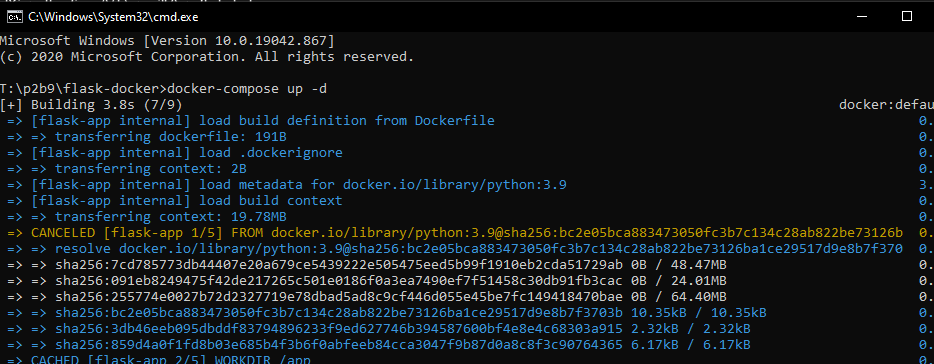 C:\Windows\System32\cmd.exe
Microsoft Windows [Version 10.0.19042.867]
(c) 2020 Microsoft Corporation. All rights reserved.
T:\p2b9\flask-docker>docker-compose up -d
[+] Building 3.8s (7/9) docker:defau
=> [flask-app internal] load build definition from Dockerfile 0.
=> => transferring dockerfile: 191B 0.
=> [flask-app internal] load .dockerignore 0.
=> => transferring context: 2B 0.
=> [flask-app internal] load metadata for docker.io/library/python:3.9 3.
=> [flask-app internal] load build context 0.
=> => transferring context: 19.78MB 0.
=> CANCELED [flask-app 1/5] FROM docker.io/library/python:3.9@sha256:bc2e05bca883473050fc3b7c134c28ab822be73126b 0.
=> => resolve docker.io/library/python:3.9@sha256:bc2e05bca883473050fc3b7c134c28ab822be73126ba1ce29517d9e8b7f370 0.
=> => sha256:7cd785773db44407e20a679ce5439222e505475eed5b99f1910eb2cda51729ab 0B / 48.47MB 0.
=> => sha256:091eb8249475f42de217265c501e0186f0a3ea7490ef7f51458c30db91fb3cac 0B / 24.01MB 0.
=> => sha256:255774e0027b72d2327719e78dbad5ad8c9cf446d055e45be7fc149418470bae 0B / 64.40MB 0.
=> => sha256:bc2e05bca883473050fc3b7c134c28ab822be73126ba1ce29517d9e8b7f3703b 10.35kB / 10.35kB 0.
=> => sha256:3db46eeb095dbddf83794896233f9ed627746b394587600bf4e8e4c68303a915 2.32kB / 2.32kB 0.
=> => sha256:859d4a0f1fd8b03e685b4f3b6f0abfeeb84cca3047f9b87d0a8c8f3c90764365 6.17kB / 6.17kB 0.
=> CACHED [flask-app 2/5] WORKDIR /app 0.